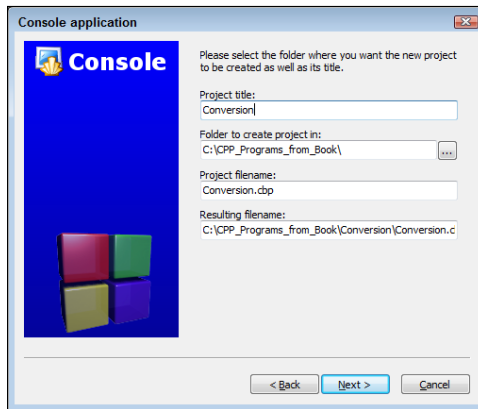 Console application
Console
Please select the folder where you want the new project
to be created as well as its title.
Project title:
Conversion
Folder to create project in:
C:\CPP_Programs_from_Book\
...
Project filename:
Conversion.cbp
Resulting filename:
C:\CPP_Programs_from_Book\Conversion\Conversion.c
< Back
Next >
Cancel